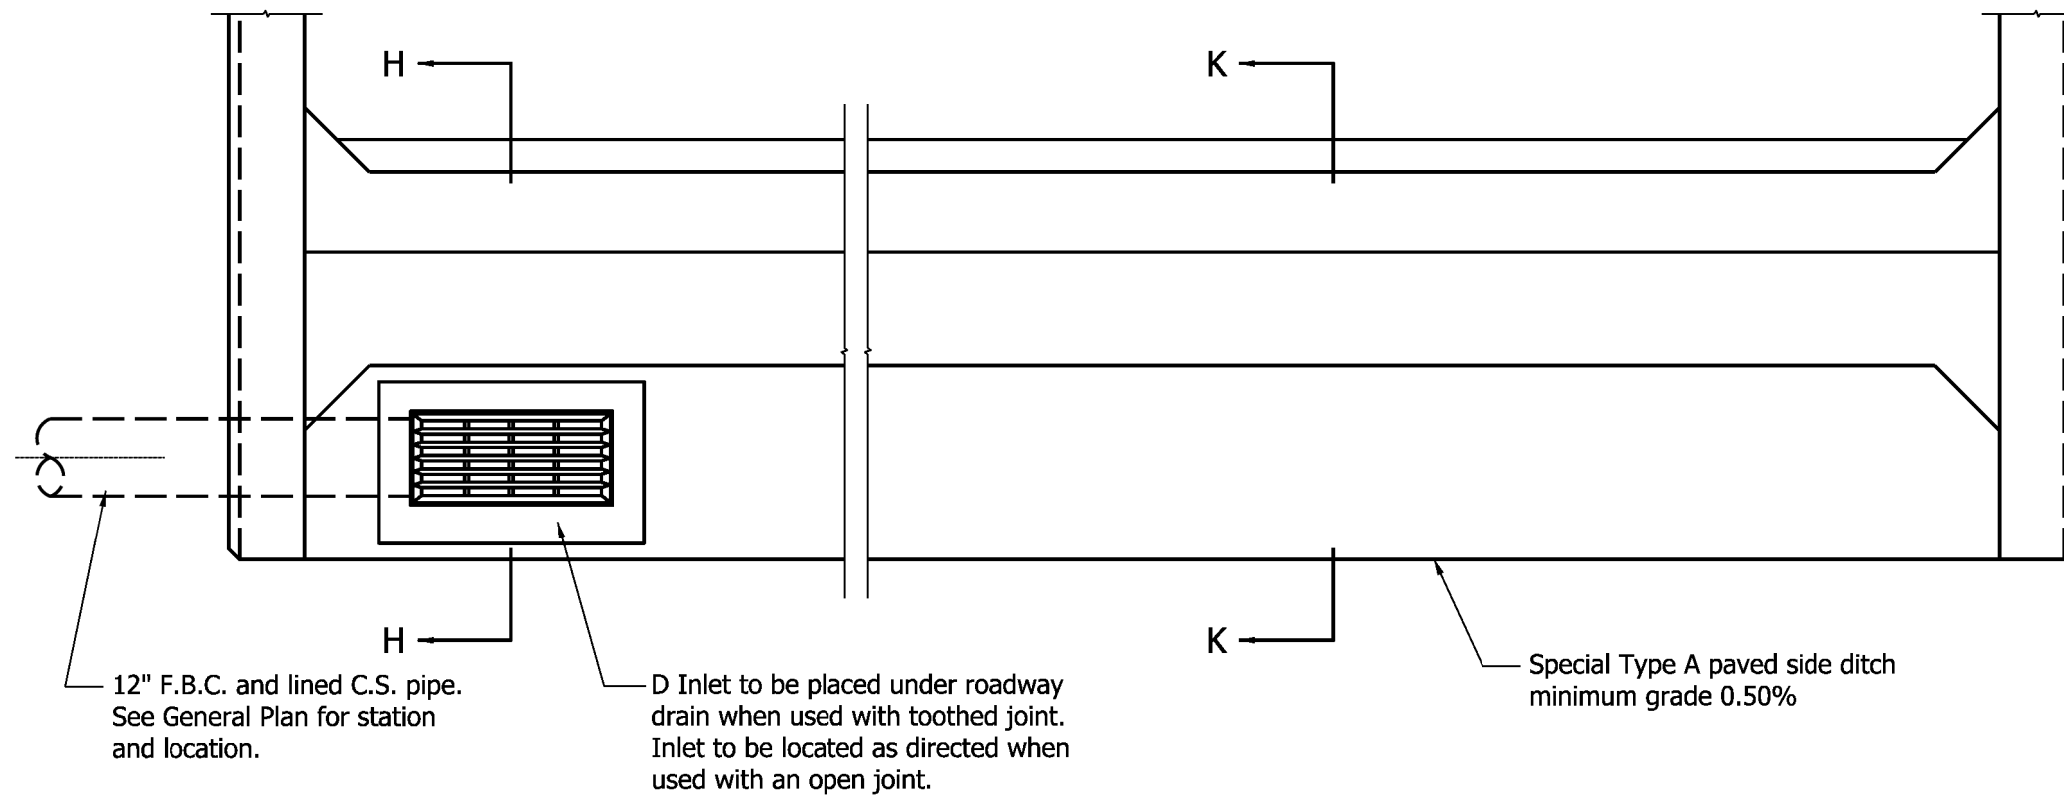 H
K
H
K
12" F.B.C. and lined C.S. pipe.
See General Plan for station
and location.
D Inlet to be placed under roadway
drain when used with toothed joint.
Inlet to be located as directed when
used with an open joint.
Special Type A paved side ditch
minimum grade 0.50%